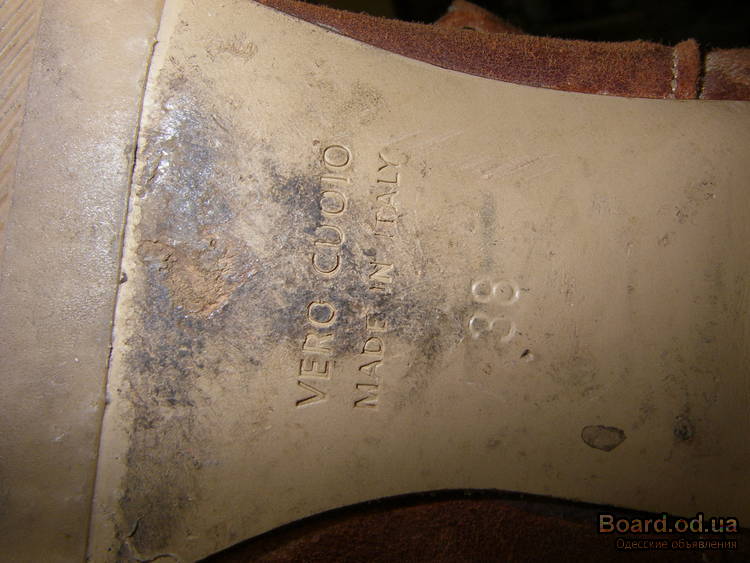 VERO CUOIO
MADE IN ITALY
38
Board.od.ua
Одесские объявления